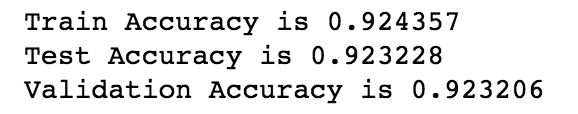 Train Accuracy is 0.924357
Test Accuracy is 0.923228
Validation Accuracy is 0.923206